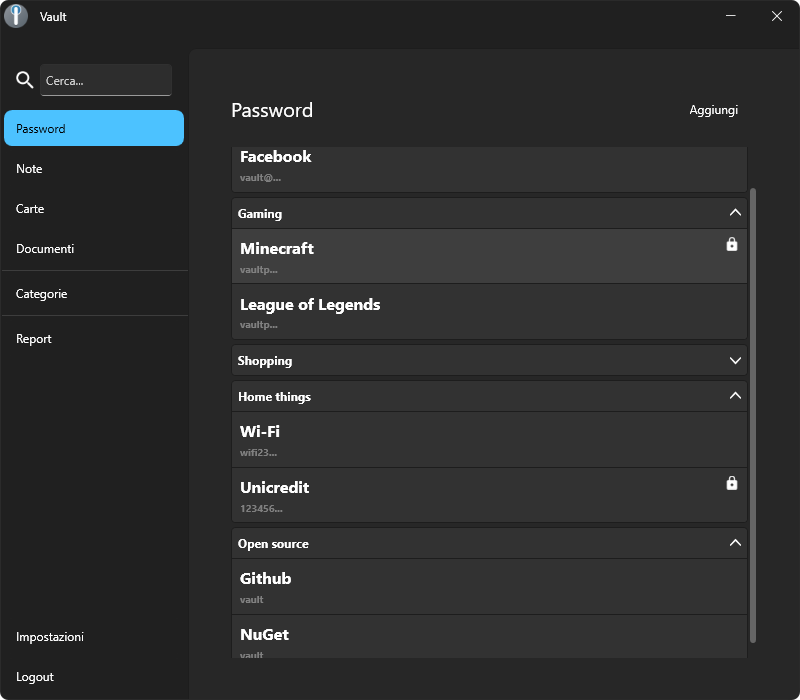 Vault
Cerca...
Password
Note
Carte
Documenti
Categorie
Report
Impostazioni
Logout
Password
Aggiungi
Facebook
vault@...
Gaming
Minecraft
vaultp...
League of Legends
vaultp...
Shopping
Home things
Wi-Fi
wifi23...
Unicredit
123456...
Open source
Github
vault
NuGet
vault